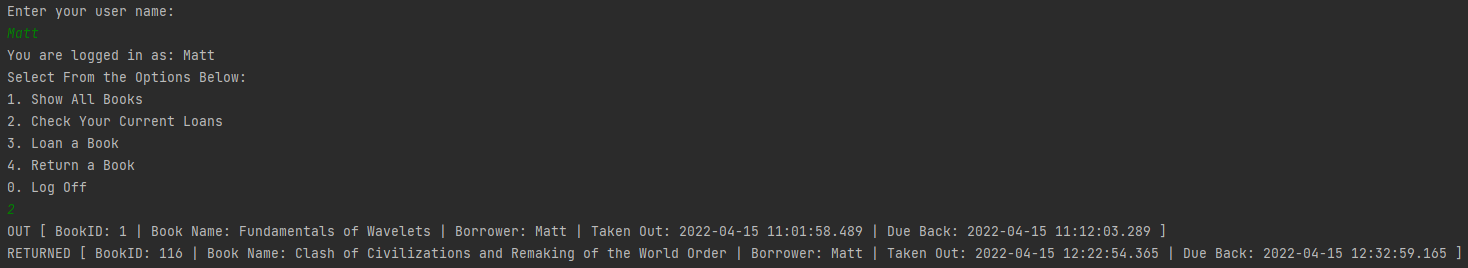 Enter your user name:
Matt
You are logged in as: Matt
Select From the Options Below:
1. Show All Books
2. Check Your Current Loans
3. Loan a Book
4. Return a Book
0. Log Off
2
OUT [ BookID: 1 | Book Name: Fundamentals of Wavelets | Borrower: Matt | Taken Out: 2022-04-15 11:01:58.489 | Due Back: 2022-04-15 11:12:03.289 ]
RETURNED [ BookID: 116 | Book Name: Clash of Civilizations and Remaking of the World Order | Borrower: Matt | Taken Out: 2022-04-15 12:22:54.365 | Due Back: 2022-04-15 12:32:59.165 ]